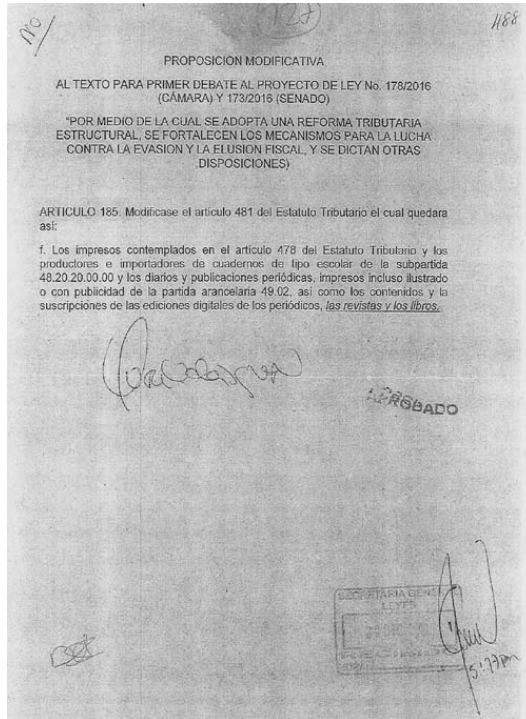 NO
127
488
PROPOSICION MODIFICATIVA
AL TEXTO PARA PRIMER DEBATE AL PROYECTO DE LEY No. 178/2016
(CÁMARA) Y 173/2016 (SENADO)
"POR MEDIO DE LA CUAL SE ADOPTA UNA REFORMA TRIBUTARIA
ESTRUCTURAL, SE FORTALECEN LOS MECANISMOS PARA LA LUCHA
CONTRA LA EVASION Y LA ELUSION FISCAL, Y SE DICTAN OTRAS
DISPOSICIONES)
ARTICULO 185. Modifícase el artículo 481 del Estatuto Tributario el cual quedara
así:
f. Los impresos contemplados en el artículo 478 del Estatuto Tributario y los
productores e importadores de cuadernos de tipo escolar de la subpartida
48.20.20.00.00 y los diarios y publicaciones periódicas, impresos incluso ilustrado
o con publicidad de la partida arancelaria 49.02, así como los contenidos y la
suscripciones de las ediciones digitales de los periódicos, las revistas y los libros.
APROBADO
SECRETARIA GENERAL
LEYES